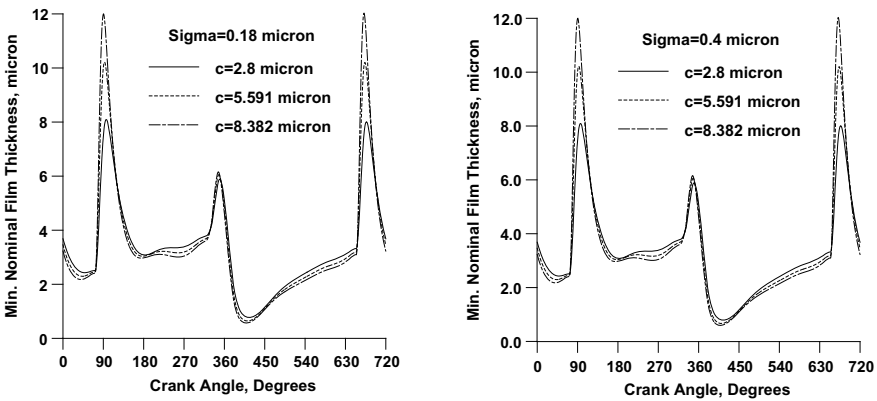 Min. Nominal Film Thickness, micron
12
10
8
6
4
2
0
Sigma=0.18 micron
c=2.8 micron
c=5.591 micron
c=8.382 micron
0 90 180 270 360 450 540 630 720
Crank Angle, Degrees
Min. Nominal Film Thickness, micron
12.0
10.0
8.0
6.0
4.0
2.0
0.0
Sigma=0.4 micron
c=2.8 micron
c=5.591 micron
c=8.382 micron
0 90 180 270 360 450 540 630 720
Crank Angle, Degrees